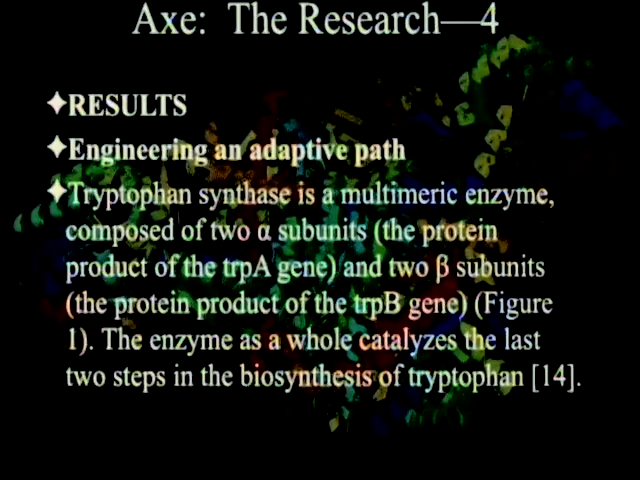 Axe: The Research—4
✦RESULTS
✦Engineering an adaptive path
✦Tryptophan synthase is a multimeric enzyme,
composed of two α subunits (the protein
product of the trpA gene) and two β subunits
(the protein product of the trpB gene) (Figure
1). The enzyme as a whole catalyzes the last
two steps in the biosynthesis of tryptophan [14].